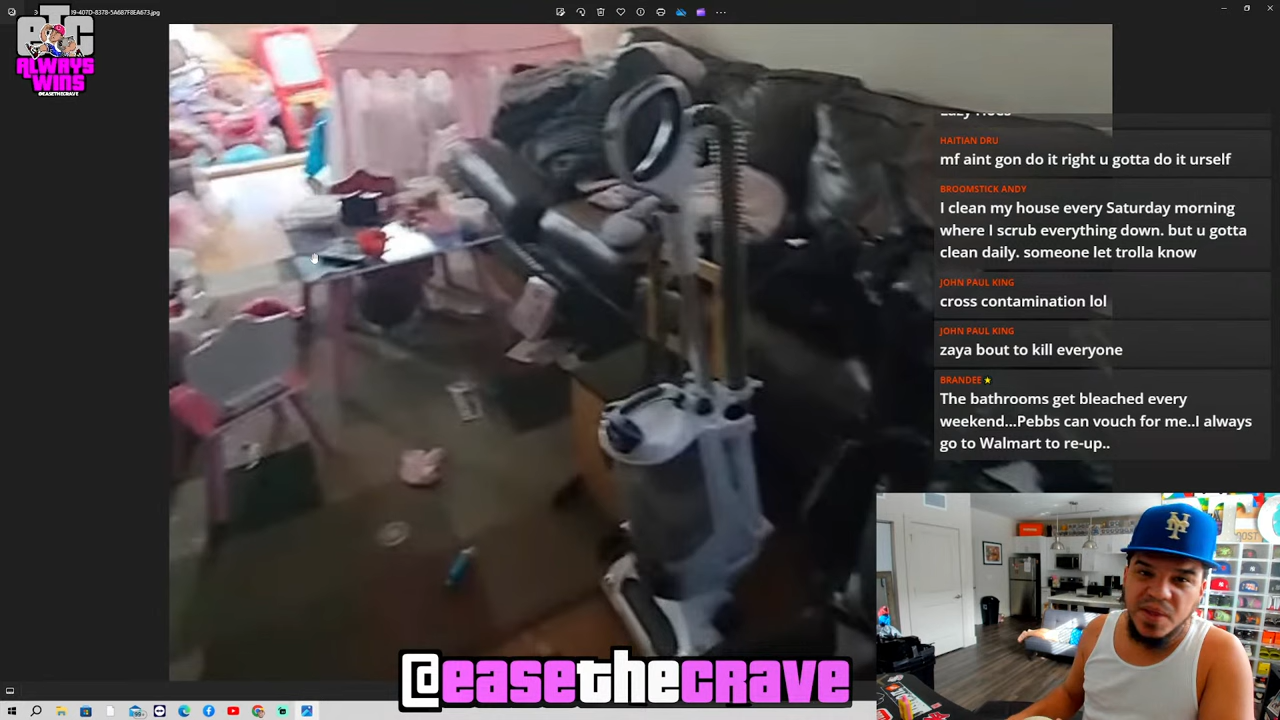 ETC
ALWAYS
WINS
@EASETHECRAVE
HAITIAN DRU
mf aint gon do it right u gotta do it urself
BROOMSTICK ANDY
I clean my house every Saturday morning
where I scrub everything down. but u gotta
clean daily. someone let trolla know
JOHN PAUL KING
cross contamination lol
JOHN PAUL KING
zaya bout to kill everyone
BRANDEE
The bathrooms get bleached every
weekend...Pebbs can vouch for me..I always
go to Walmart to re-up..
@easethecrave